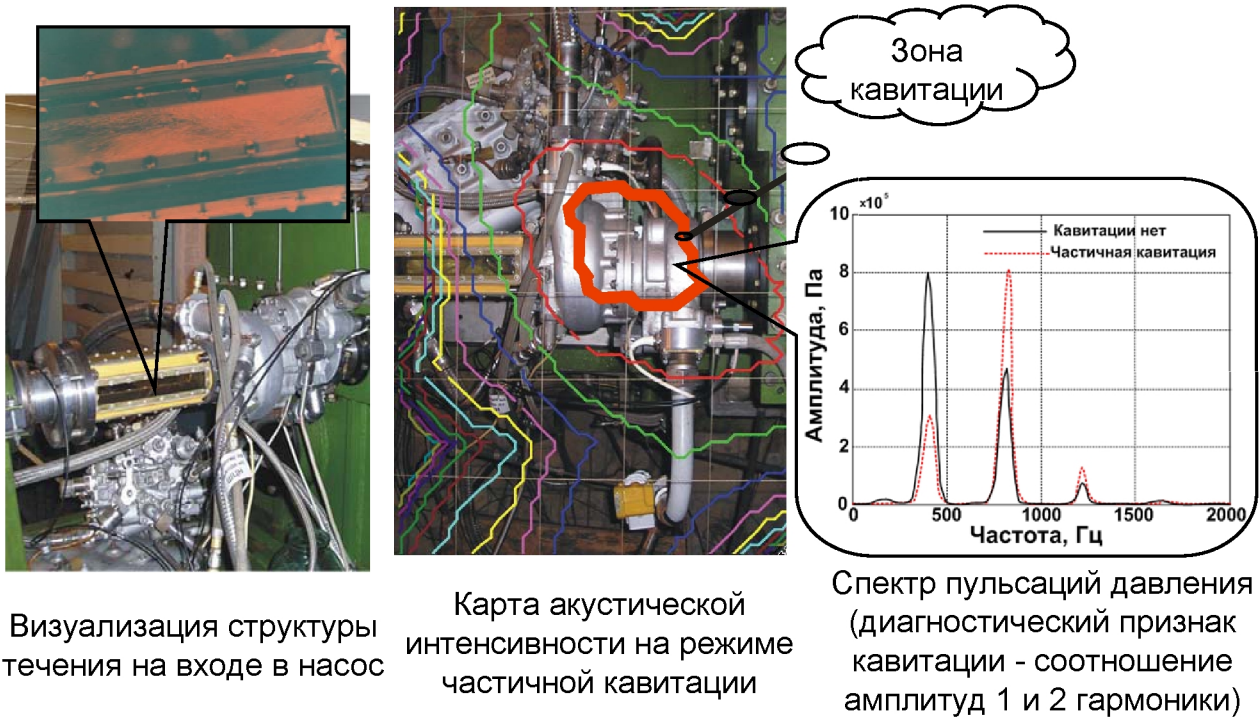 Зона
кавитации
×10⁵
10
8
6
4
2
0
Амплитуда, Па
Кавитации нет
Частичная кавитация
0 500 1000 1500 2000
Частота, Гц
Визуализация структуры
течения на входе в насос
Карта акустической
интенсивности на режиме
частичной кавитации
Спектр пульсаций давления
(диагностический признак
кавитации - соотношение
амплитуд 1 и 2 гармоники)